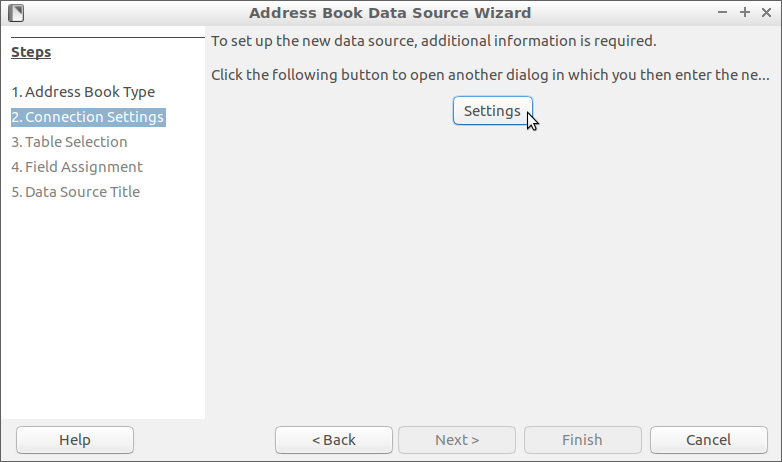 Address Book Data Source Wizard
Steps
1. Address Book Type
2. Connection Settings
3. Table Selection
4. Field Assignment
5. Data Source Title
To set up the new data source, additional information is required.
Click the following button to open another dialog in which you then enter the ne...
Settings
Help
< Back
Next >
Finish
Cancel